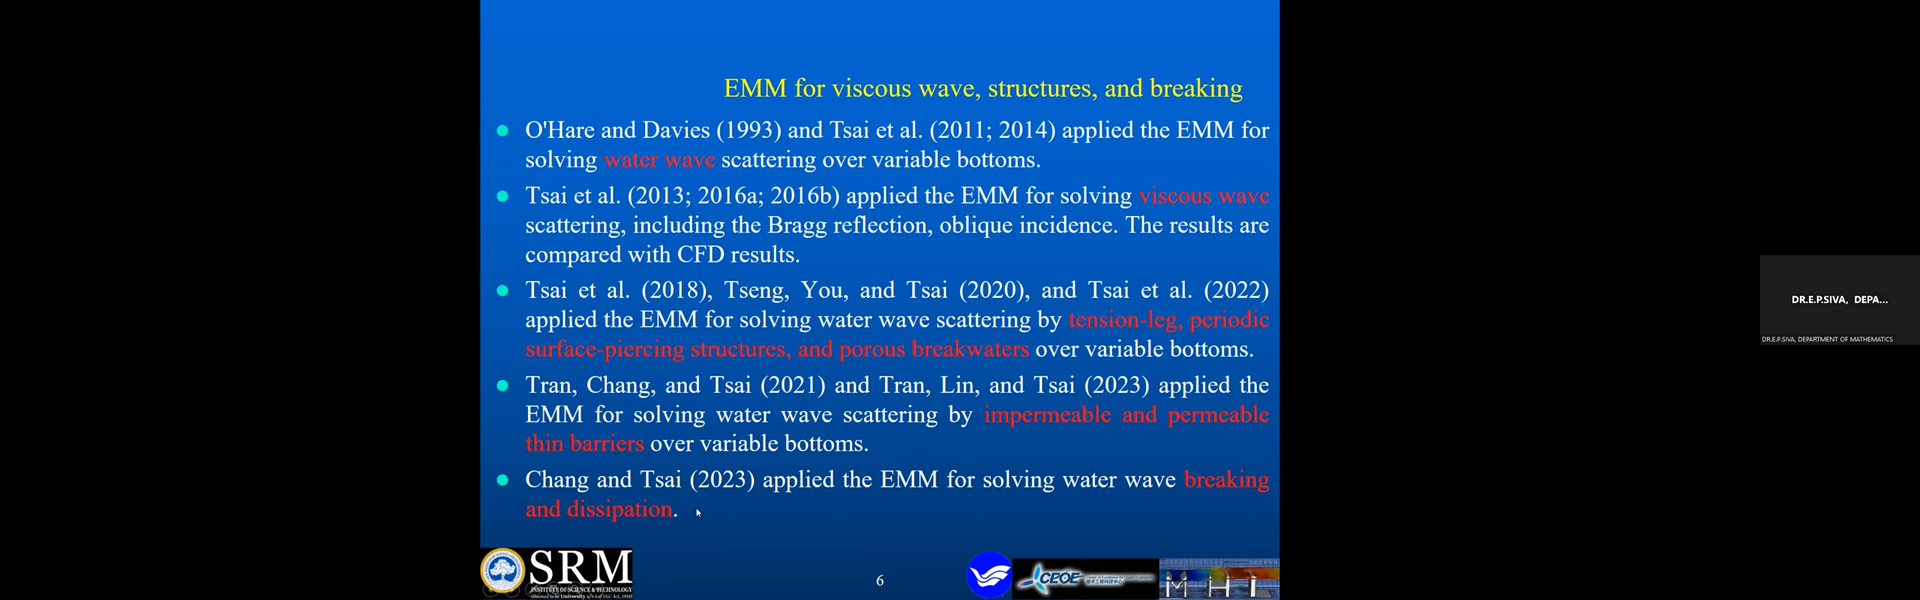 EMM for viscous wave, structures, and breaking
O'Hare and Davies (1993) and Tsai et al. (2011; 2014) applied the EMM for
solving water wave scattering over variable bottoms.
Tsai et al. (2013; 2016a; 2016b) applied the EMM for solving viscous wave
scattering, including the Bragg reflection, oblique incidence. The results are
compared with CFD results.
Tsai et al. (2018), Tseng, You, and Tsai (2020), and Tsai et al. (2022)
applied the EMM for solving water wave scattering by tension-leg, periodic
surface-piercing structures, and porous breakwaters over variable bottoms.
Tran, Chang, and Tsai (2021) and Tran, Lin, and Tsai (2023) applied the
EMM for solving water wave scattering by impermeable and permeable
thin barriers over variable bottoms.
Chang and Tsai (2023) applied the EMM for solving water wave breaking
and dissipation.
SRM
INSTITUTE OF SCIENCE & TECHNOLOGY
6
CEOE
M H I
DR.E.P.SIVA, DEPA...
DR.E.P.SIVA, DEPARTMENT OF MATHEMATICS